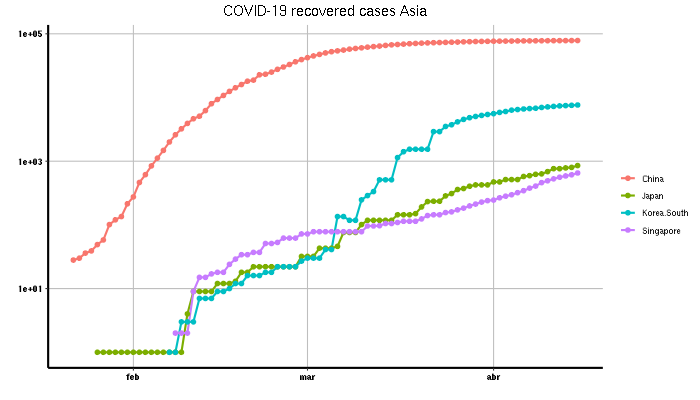 COVID-19 recovered cases Asia
1e+05
1e+03
1e+01
feb mar abr
China
Japan
Korea.South
Singapore